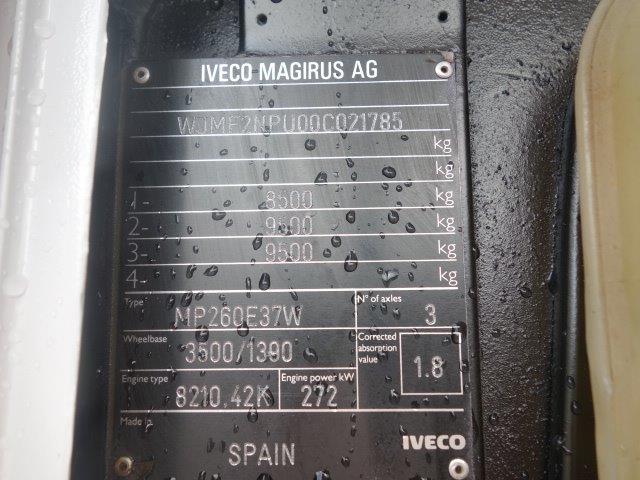 IVECO MAGIRUS AG
WJMF2NPU00C021785
kg
kg
1- 8500 kg
2- 9500 kg
3- 9500 kg
4- kg
Type MP260E37W N° of axles 3
Wheelbase 3500/1390 Corrected absorption value 1.8
Engine type 8210.42K Engine power kW 272
Made in SPAIN IVECO